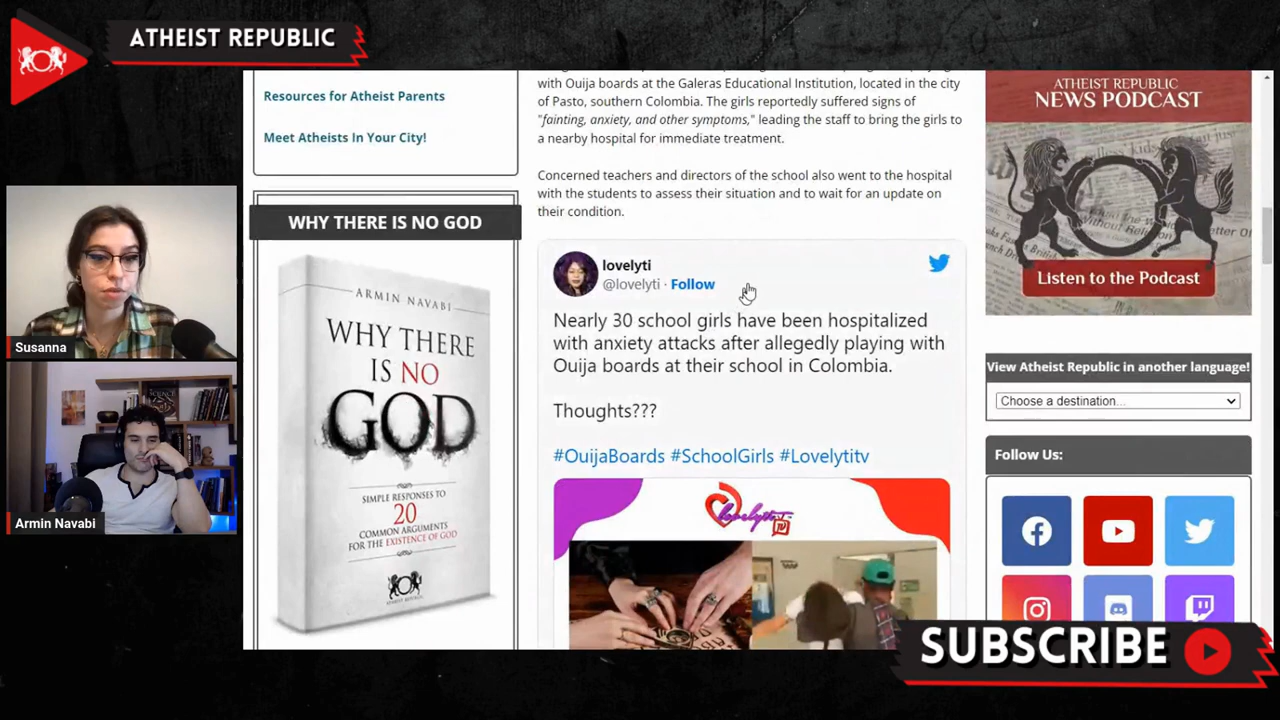 ATHEIST REPUBLIC
Resources for Atheist Parents
Meet Atheists In Your City!
WHY THERE IS NO GOD
ARMIN NAVABI
WHY THERE
IS NO
GOD
SIMPLE RESPONSES TO
20
COMMON ARGUMENTS
FOR THE EXISTENCE OF GOD
with Ouija boards at the Galeras Educational Institution, located in the city
of Pasto, southern Colombia. The girls reportedly suffered signs of
"fainting, anxiety, and other symptoms," leading the staff to bring the girls to
a nearby hospital for immediate treatment.
Concerned teachers and directors of the school also went to the hospital
with the students to assess their situation and to wait for an update on
their condition.
lovelyti
@lovelyti · Follow
Nearly 30 school girls have been hospitalized
with anxiety attacks after allegedly playing with
Ouija boards at their school in Colombia.
Thoughts???
#OuijaBoards #SchoolGirls #Lovelytitv
ATHEIST REPUBLIC
NEWS PODCAST
Listen to the Podcast
View Atheist Republic in another language!
Choose a destination...
Follow Us:
Susanna
Armin Navabi
SUBSCRIBE